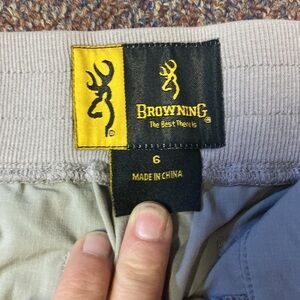 BROWNING
The Best There Is
6
MADE IN CHINA